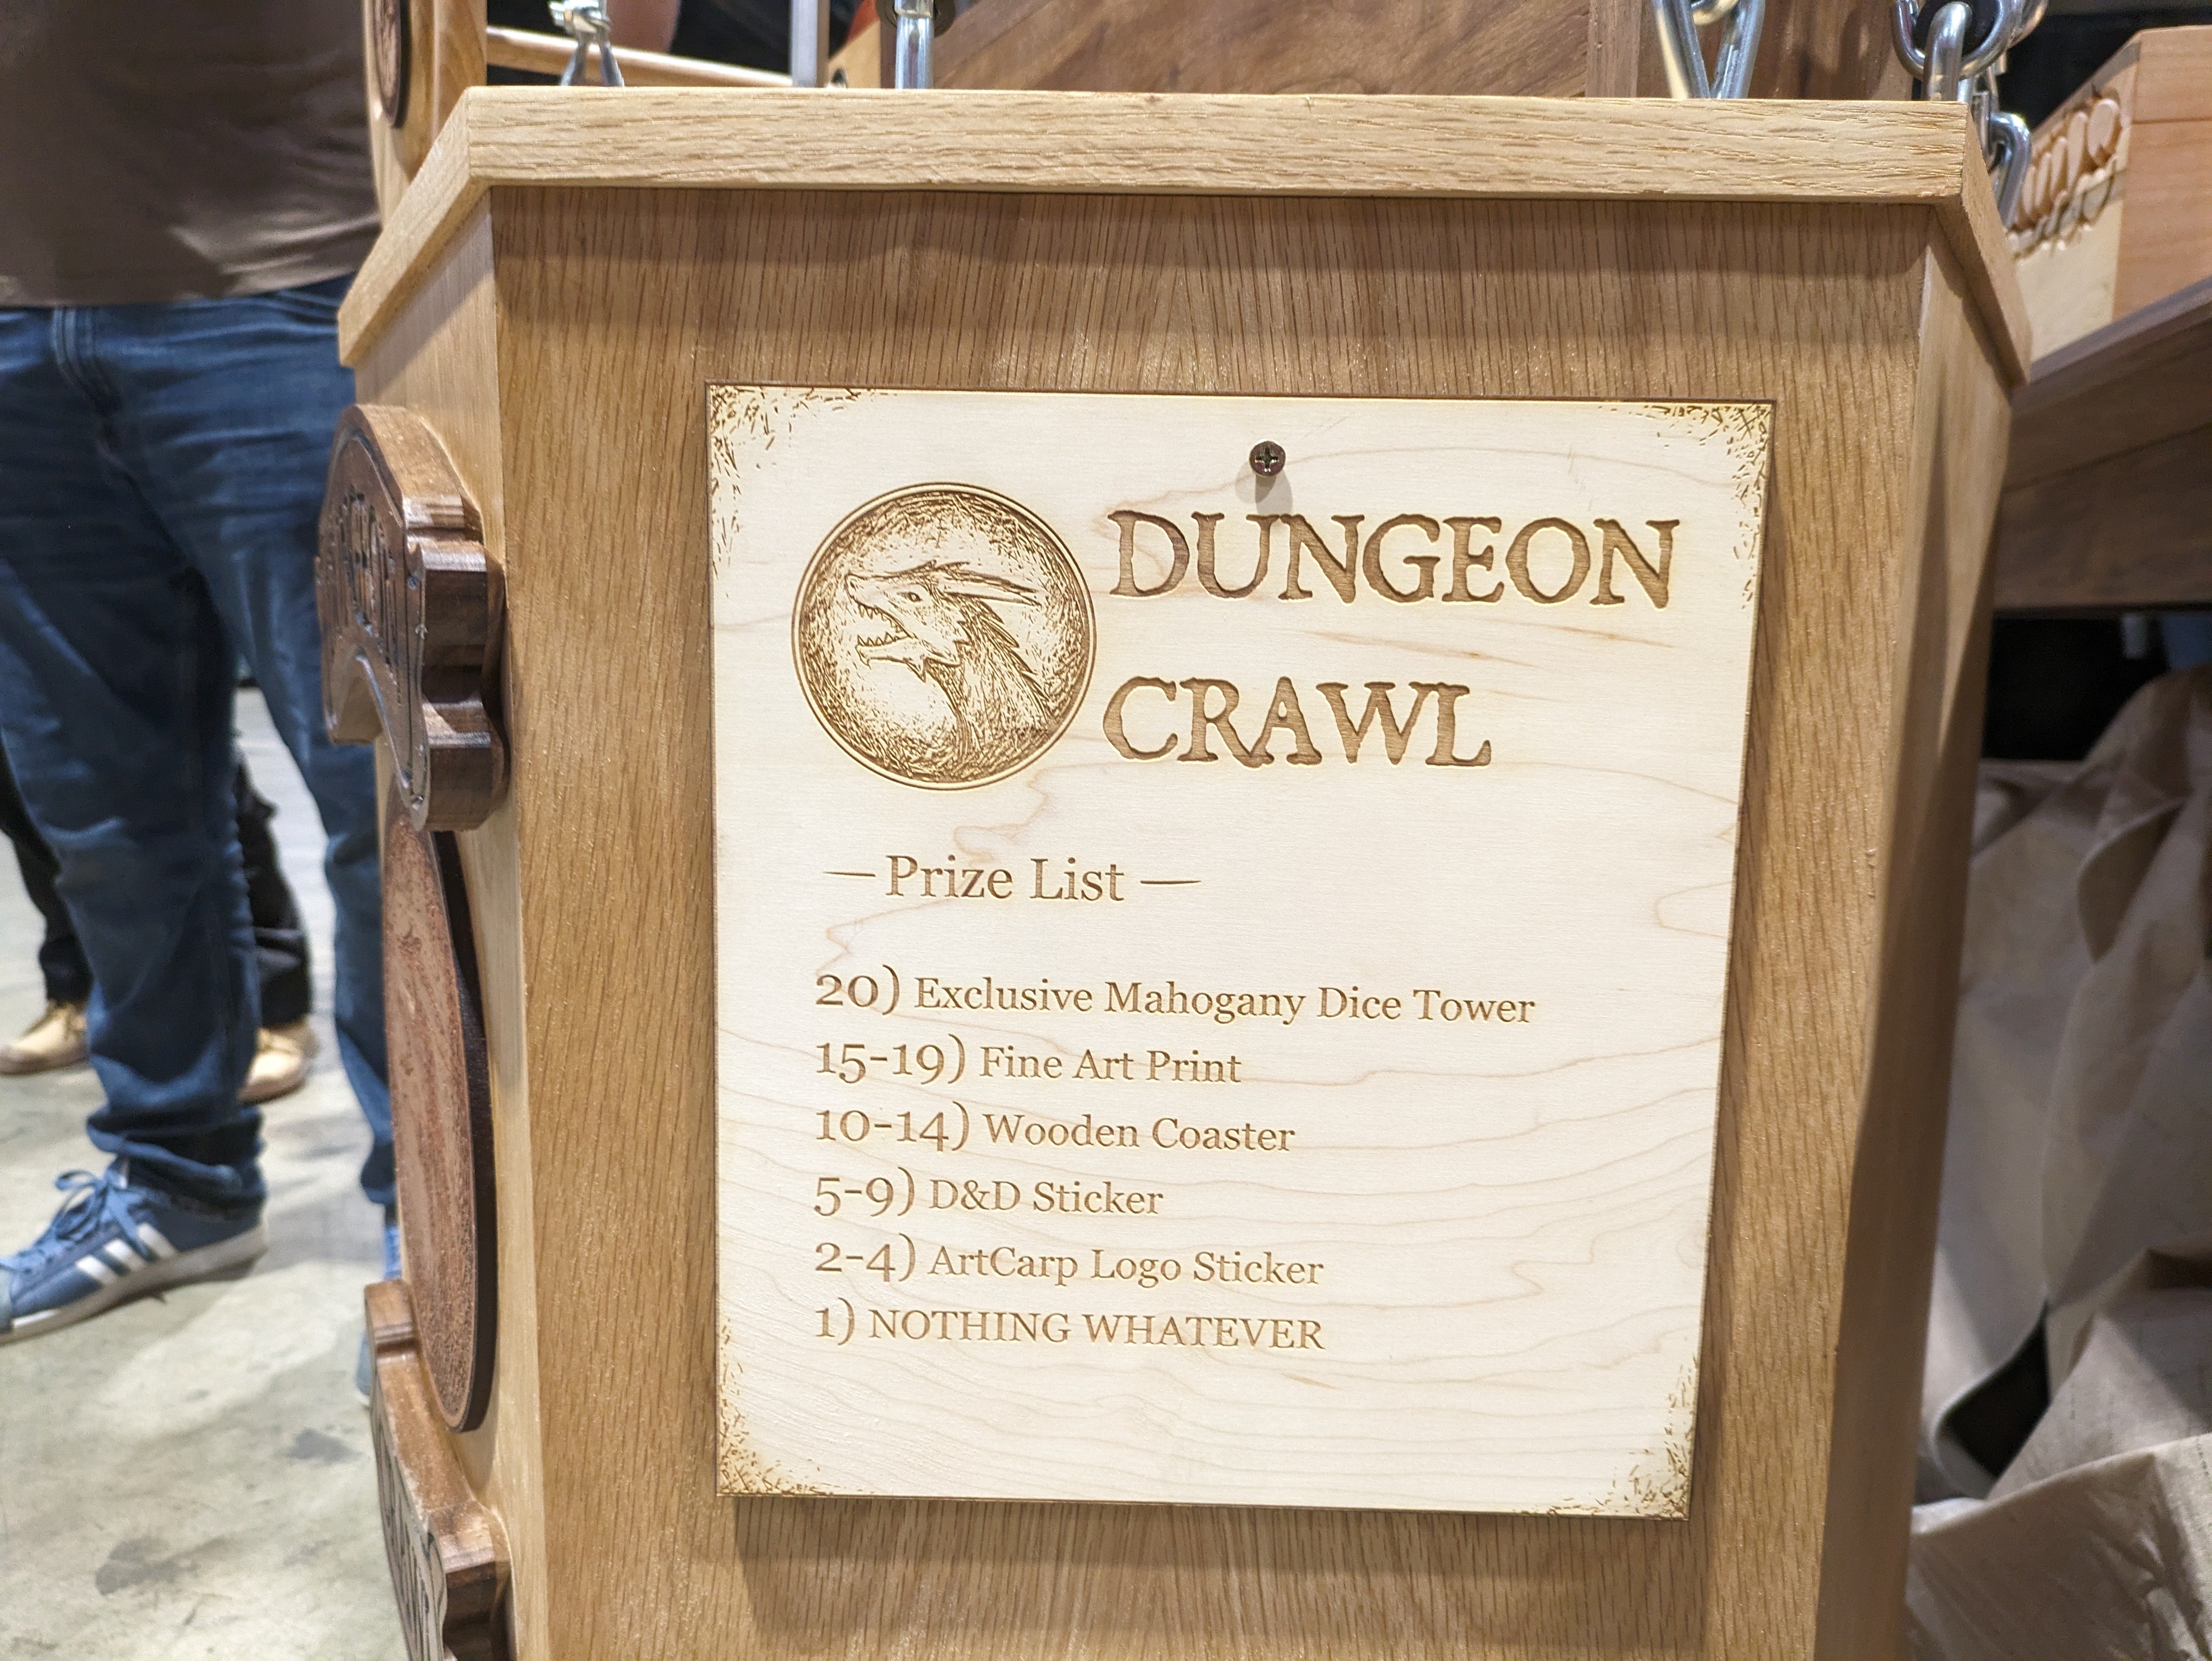 DUNGEON
CRAWL
— Prize List —
20) Exclusive Mahogany Dice Tower
15-19) Fine Art Print
10-14) Wooden Coaster
5-9) D&D Sticker
2-4) ArtCarp Logo Sticker
1) NOTHING WHATEVER